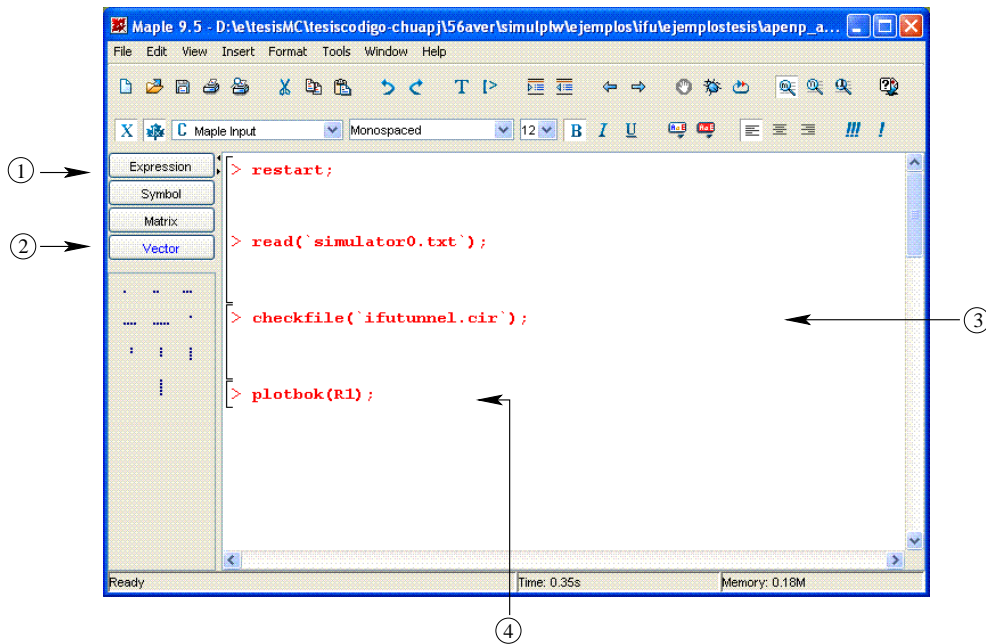 Maple 9.5 - D:\e\tesisMC\tesiscodigo-chuapj\56aver\simulplw\ejemplos\ifu\ejemplostesis\apenp_a...
File Edit View Insert Format Tools Window Help
T [>
X C Maple Input Monospaced 12 B I U !!! !
1 Expression
Symbol
Matrix
2 Vector
> restart;
> read(`simulator0.txt`);
> checkfile(`ifutunnel.cir`);
3
> plotbok(R1);
Ready Time: 0.35s Memory: 0.18M
4